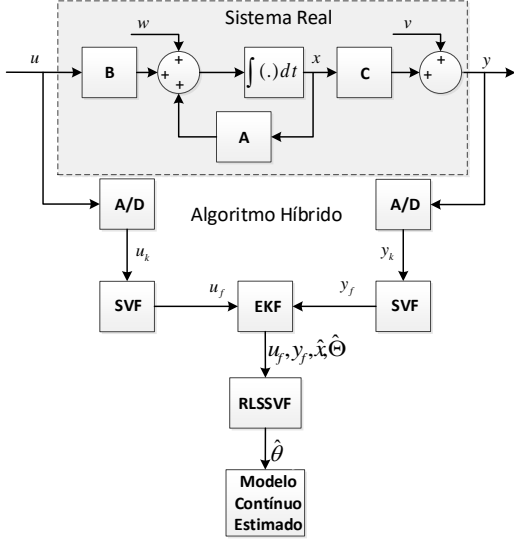 Sistema Real
w
v
u
B
+
+
+
∫(.)dt
x
C
+
+
y
A
A/D
Algoritmo Híbrido
A/D
u_k
y_k
SVF
u_f
EKF
y_f
SVF
u_f, y_f, x̂, Θ̂
RLSSVF
θ̂
Modelo
Contínuo
Estimado